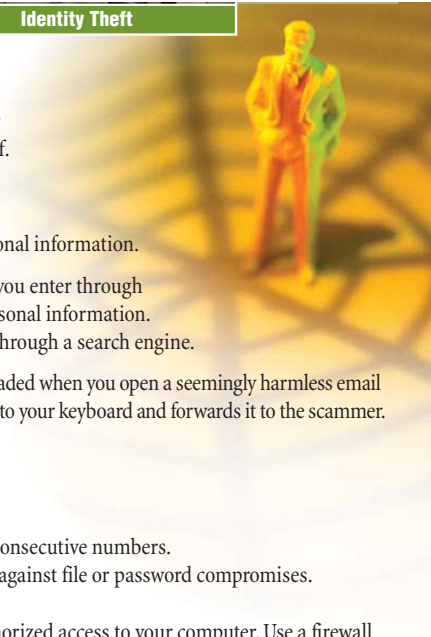 Identity Theft
f.
onal information.
you enter through
sonal information.
hrough a search engine.
aded when you open a seemingly harmless email
to your keyboard and forwards it to the scammer.
onsecutive numbers.
against file or password compromises.
orized access to your computer. Use a firewall